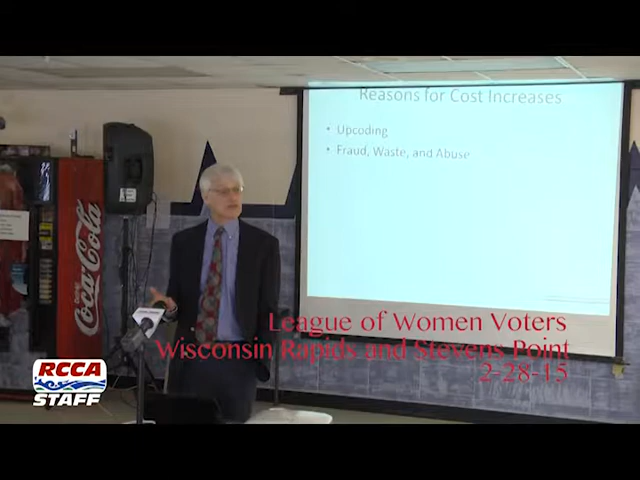 Reasons for Cost Increases
• Upcoding
• Fraud, Waste, and Abuse
Coca-Cola
League of Women Voters
Wisconsin Rapids and Stevens Point
2-28-15
RCCA
STAFF